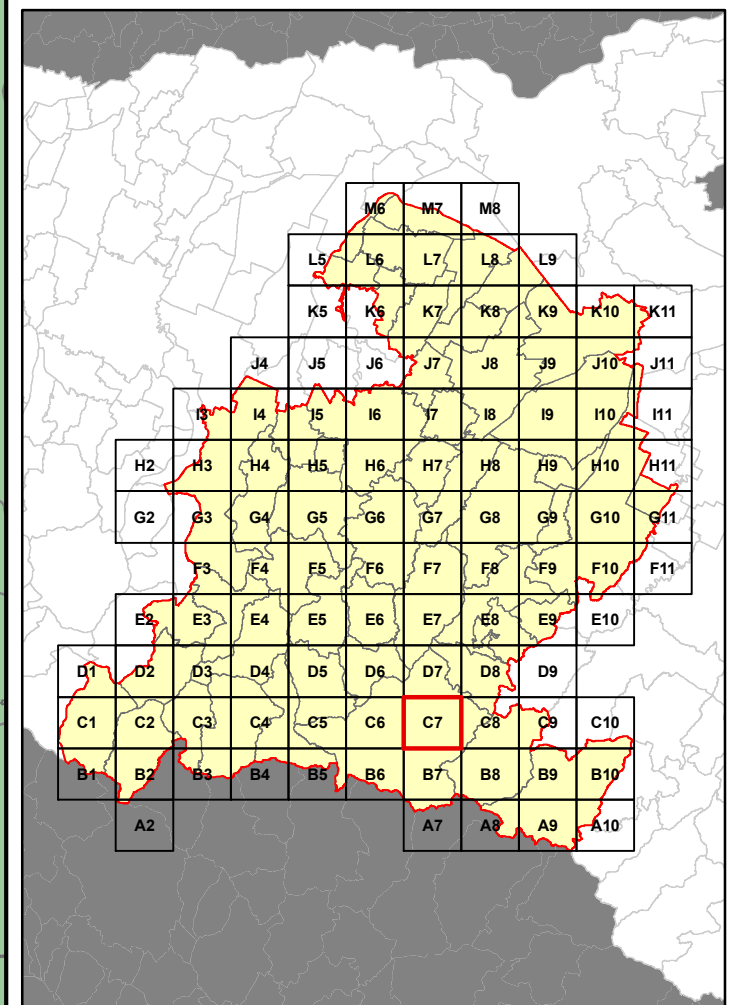 M6 M7 M8
L5 L6 L7 L8 L9
K5 K6 K7 K8 K9 K10 K11
J4 J5 J6 J7 J8 J9 J10 J11
I3 I4 I5 I6 I7 I8 I9 I10 I11
H2 H3 H4 H5 H6 H7 H8 H9 H10 H11
G2 G3 G4 G5 G6 G7 G8 G9 G10 G11
F3 F4 F5 F6 F7 F8 F9 F10 F11
E2 E3 E4 E5 E6 E7 E8 E9 E10
D1 D2 D3 D4 D5 D6 D7 D8 D9
C1 C2 C3 C4 C5 C6 C7 C8 C9 C10
B1 B2 B3 B4 B5 B6 B7 B8 B9 B10
A2 A7 A8 A9 A10